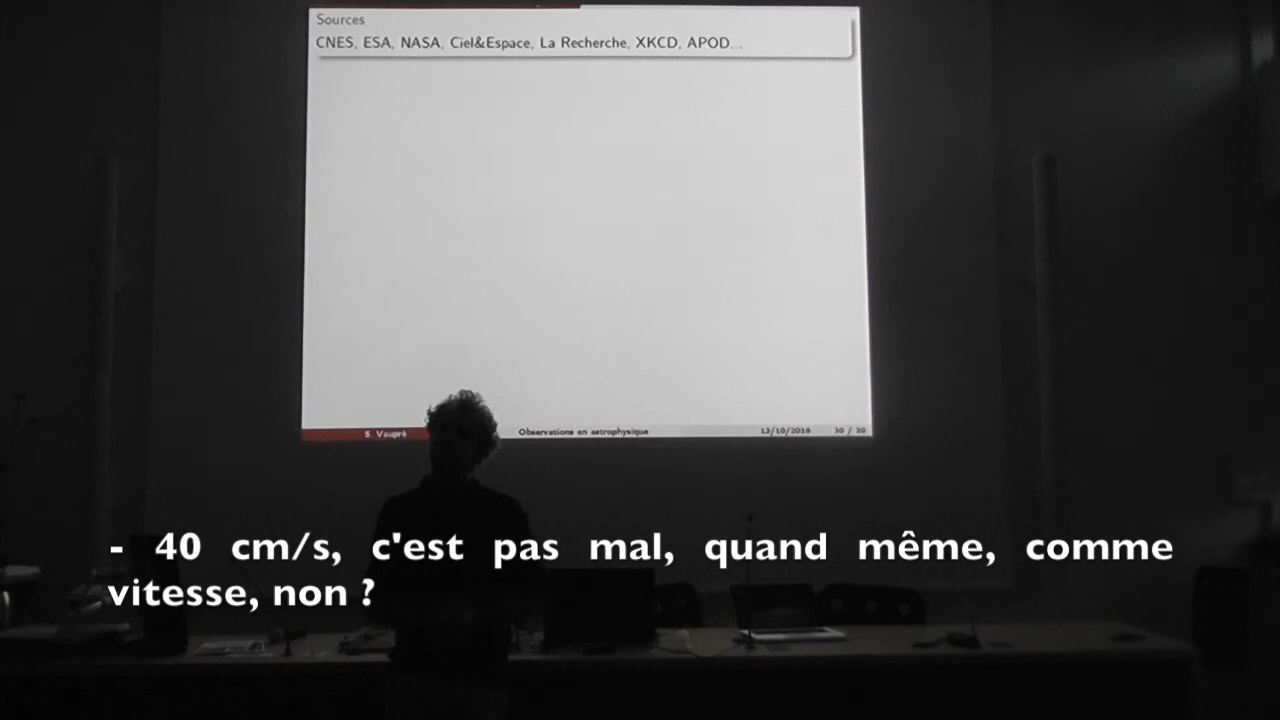 Sources
CNES, ESA, NASA, Ciel&Espace, La Recherche, XKCD, APOD...
S. Vaupré
Observations en astrophysique
13/10/2016
30 / 30
- 40 cm/s, c'est pas mal, quand même, comme
vitesse, non ?